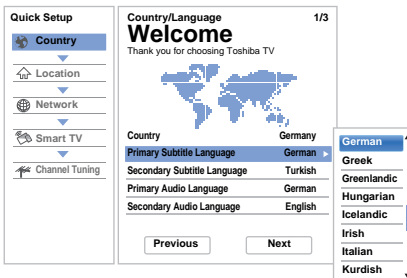 Quick Setup
Country
Location
Network
Smart TV
Channel Tuning
Country/Language 1/3
Welcome
Thank you for choosing Toshiba TV
Country Germany
Primary Subtitle Language German
Secondary Subtitle Language Turkish
Primary Audio Language German
Secondary Audio Language English
Previous Next
German
Greek
Greenlandic
Hungarian
Icelandic
Irish
Italian
Kurdish